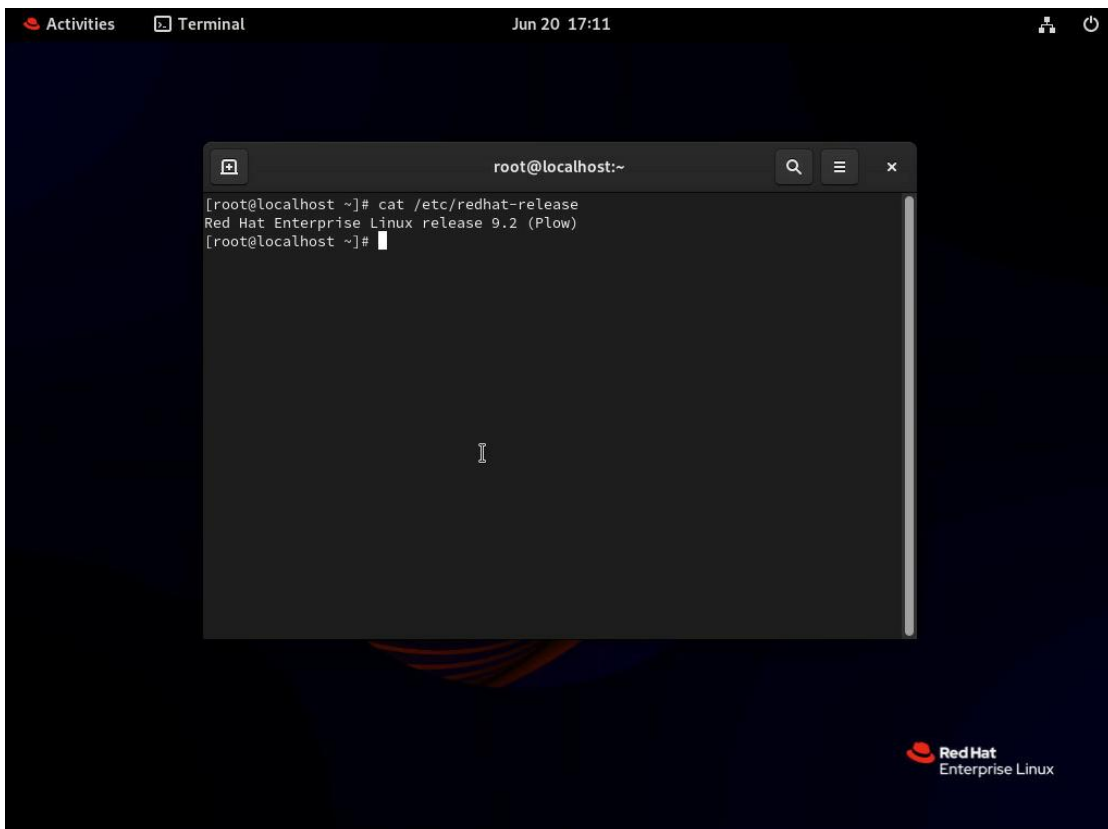 Activities Terminal Jun 20 17:11
root@localhost:~
[root@localhost ~]# cat /etc/redhat-release
Red Hat Enterprise Linux release 9.2 (Plow)
[root@localhost ~]#
Red Hat
Enterprise Linux